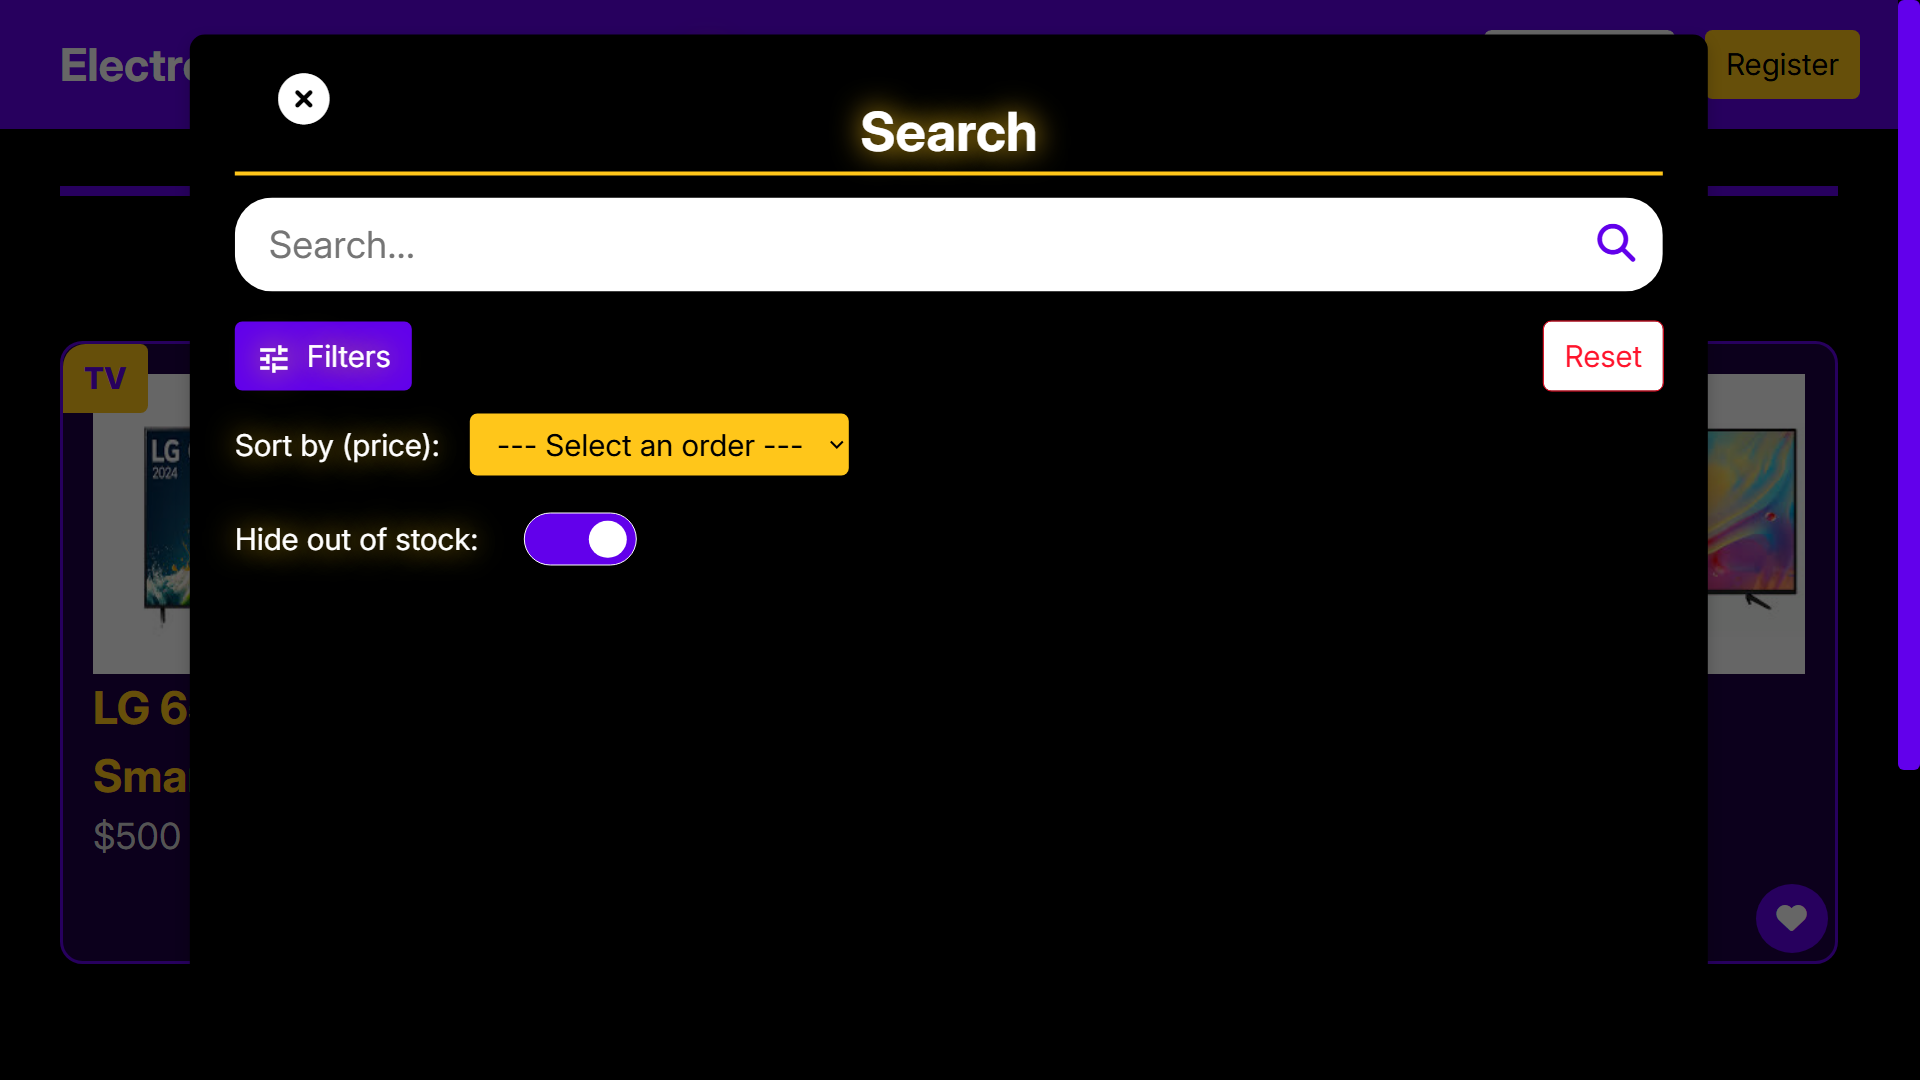 Electr
Register
Search
Search...
Filters
Reset
Sort by (price):
--- Select an order ---
Hide out of stock:
TV
LG
2024
LG 6
Sma
$500